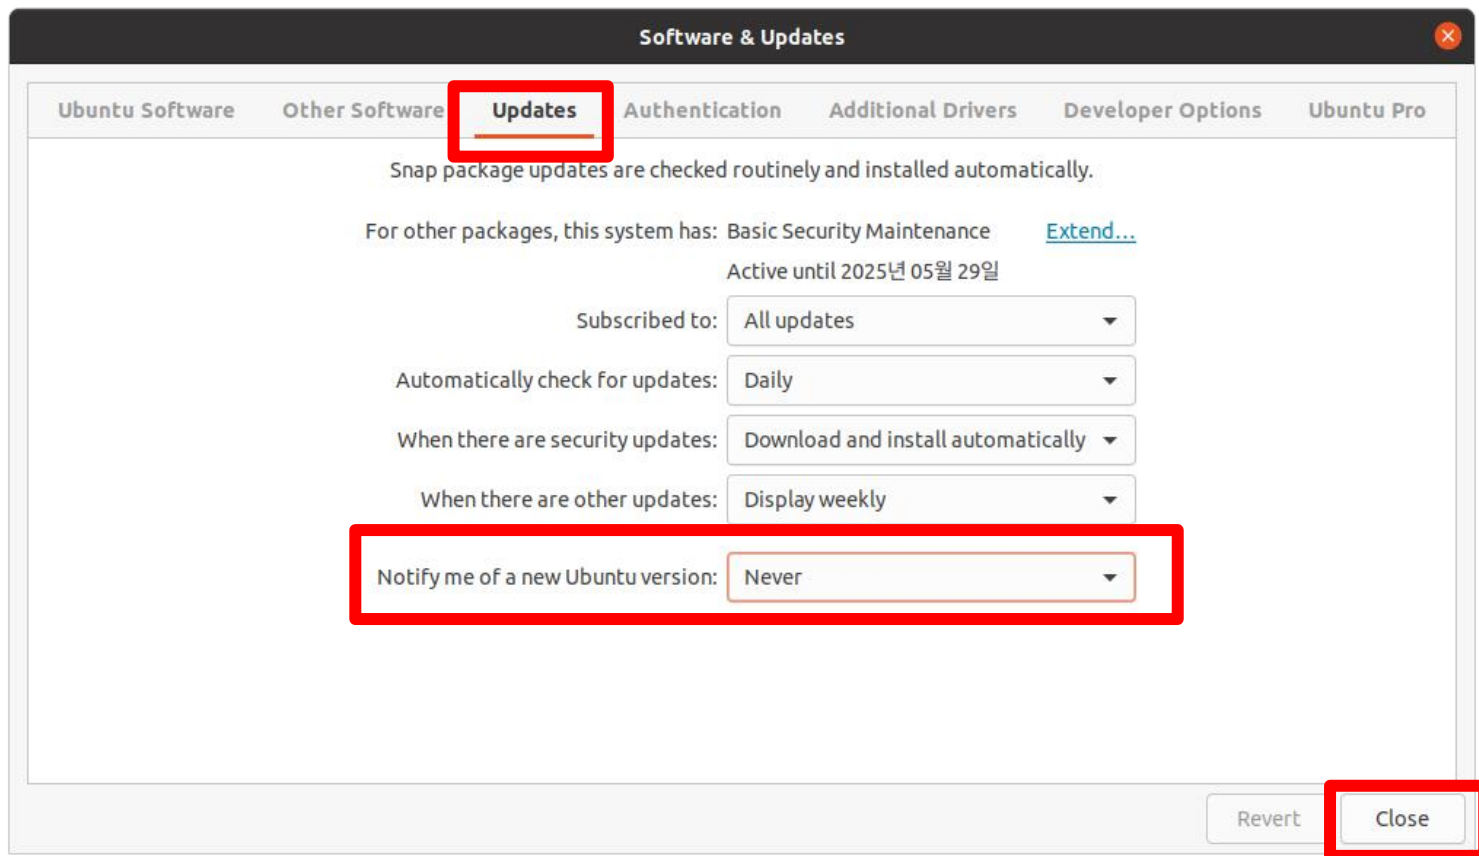 Software & Updates
Ubuntu Software Other Software Updates Authentication Additional Drivers Developer Options Ubuntu Pro
Snap package updates are checked routinely and installed automatically.
For other packages, this system has: Basic Security Maintenance Extend...
Active until 2025년 05월 29일
Subscribed to: All updates
Automatically check for updates: Daily
When there are security updates: Download and install automatically
When there are other updates: Display weekly
Notify me of a new Ubuntu version: Never
Revert Close